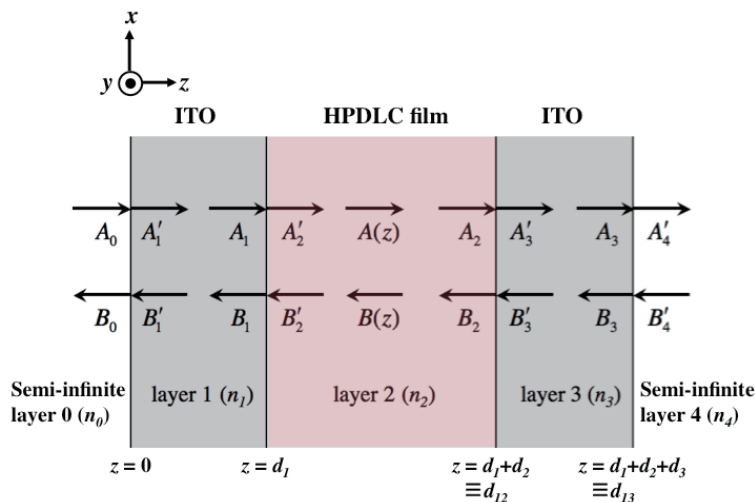 x
y z
ITO HPDLC film ITO
A₀ A′₁ A₁ A′₂ A(z) A₂ A′₃ A₃ A′₄
B₀ B′₁ B₁ B′₂ B(z) B₂ B′₃ B₃ B′₄
Semi-infinite layer 1 (n₁) layer 2 (n₂) layer 3 (n₃) Semi-infinite
layer 0 (n₀) layer 4 (n₄)
z = 0 z = d₁ z = d₁+d₂ z = d₁+d₂+d₃
≡d₁₂ ≡d₁₃